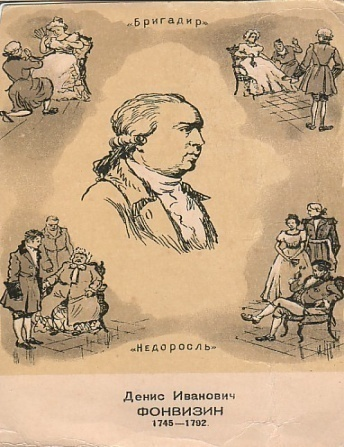 «Бригадир»
«Недоросль»
Денис Иванович
ФОНВИЗИН
1745—1792.